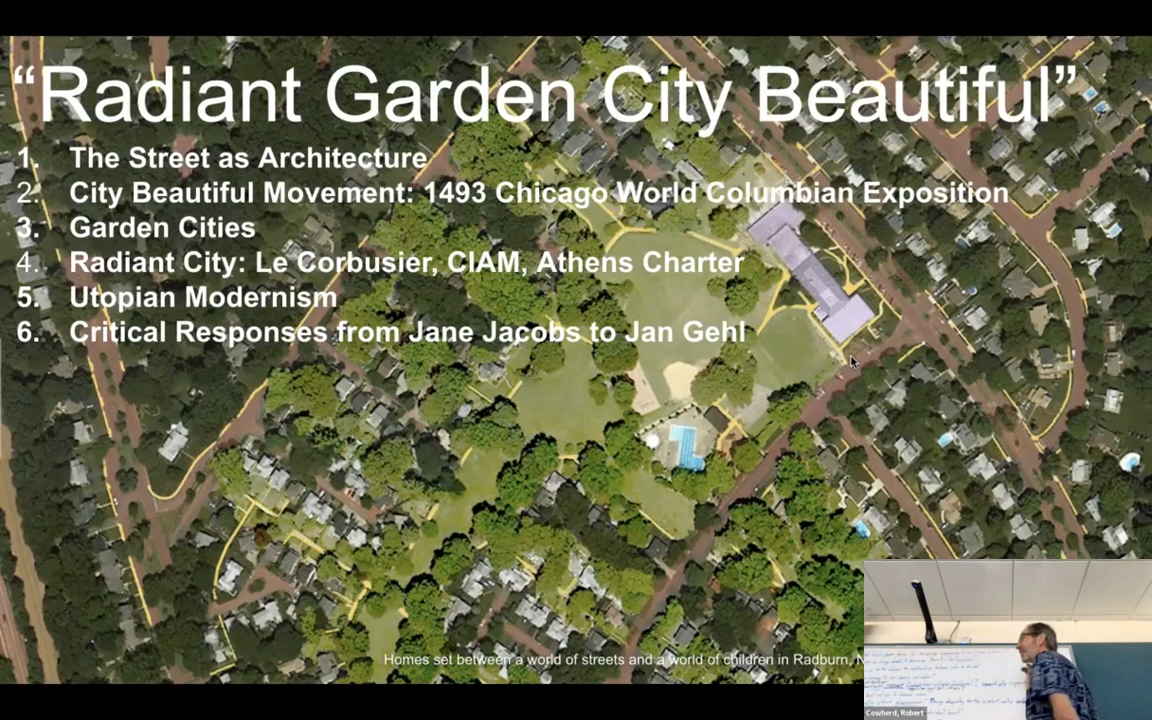 “Radiant Garden City Beautiful”
1. The Street as Architecture
2. City Beautiful Movement: 1493 Chicago World Columbian Exposition
3. Garden Cities
4. Radiant City: Le Corbusier, CIAM, Athens Charter
5. Utopian Modernism
6. Critical Responses from Jane Jacobs to Jan Gehl
Homes set between a world of streets and a world of children in Radburn, N
Cowherd, Robert